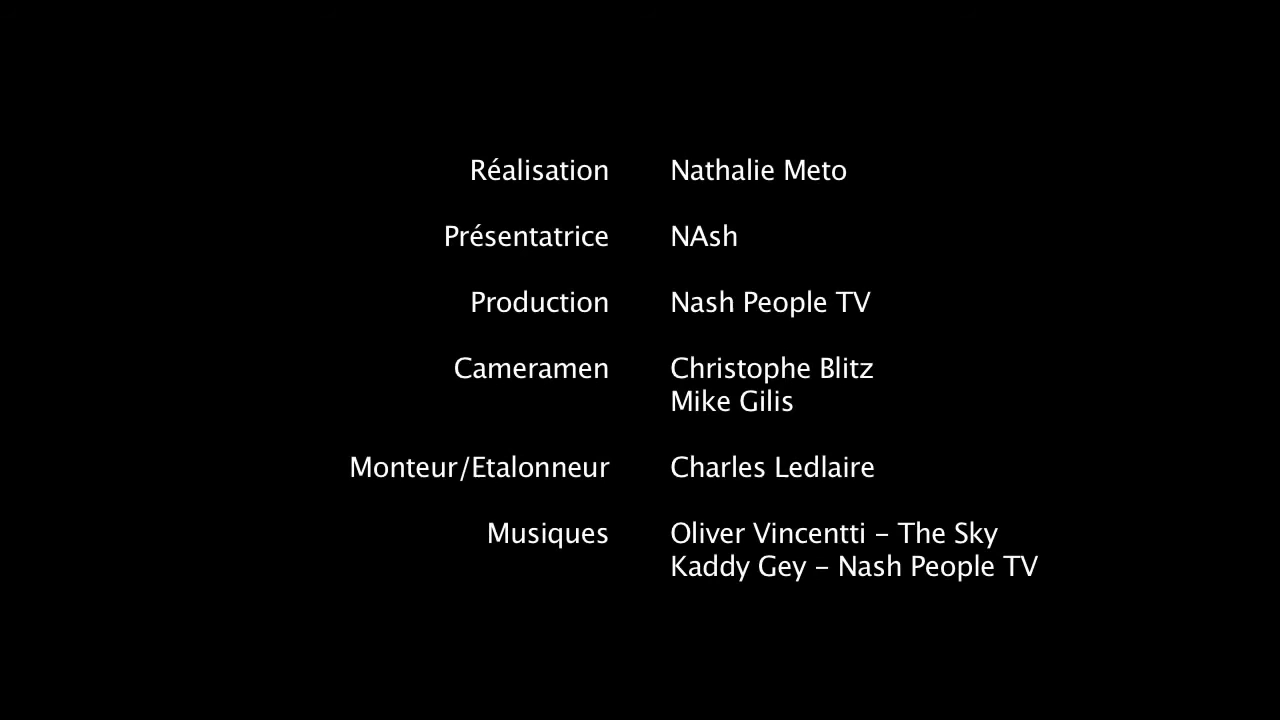 Réalisation Nathalie Meto
Présentatrice NAsh
Production Nash People TV
Cameramen Christophe Blitz
Mike Gilis
Monteur/Etalonneur Charles Ledlaire
Musiques Oliver Vincentti – The Sky
Kaddy Gey – Nash People TV